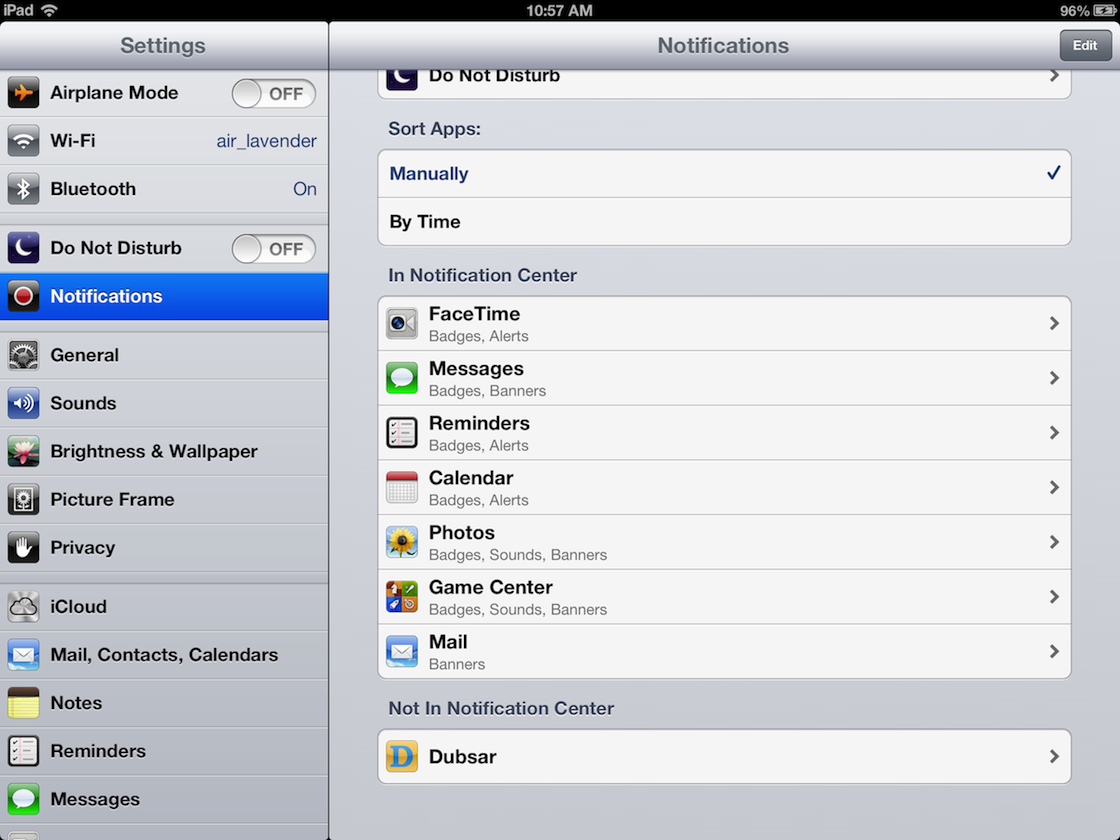 iPad 10:57 AM 96%
Settings
Airplane Mode OFF
Wi-Fi air_lavender
Bluetooth On
Do Not Disturb OFF
Notifications
General
Sounds
Brightness & Wallpaper
Picture Frame
Privacy
iCloud
Mail, Contacts, Calendars
Notes
Reminders
Messages
Notifications Edit
Do Not Disturb
Sort Apps:
Manually
By Time
In Notification Center
FaceTime
Badges, Alerts
Messages
Badges, Banners
Reminders
Badges, Alerts
Calendar
Badges, Alerts
Photos
Badges, Sounds, Banners
Game Center
Badges, Sounds, Banners
Mail
Banners
Not In Notification Center
D Dubsar